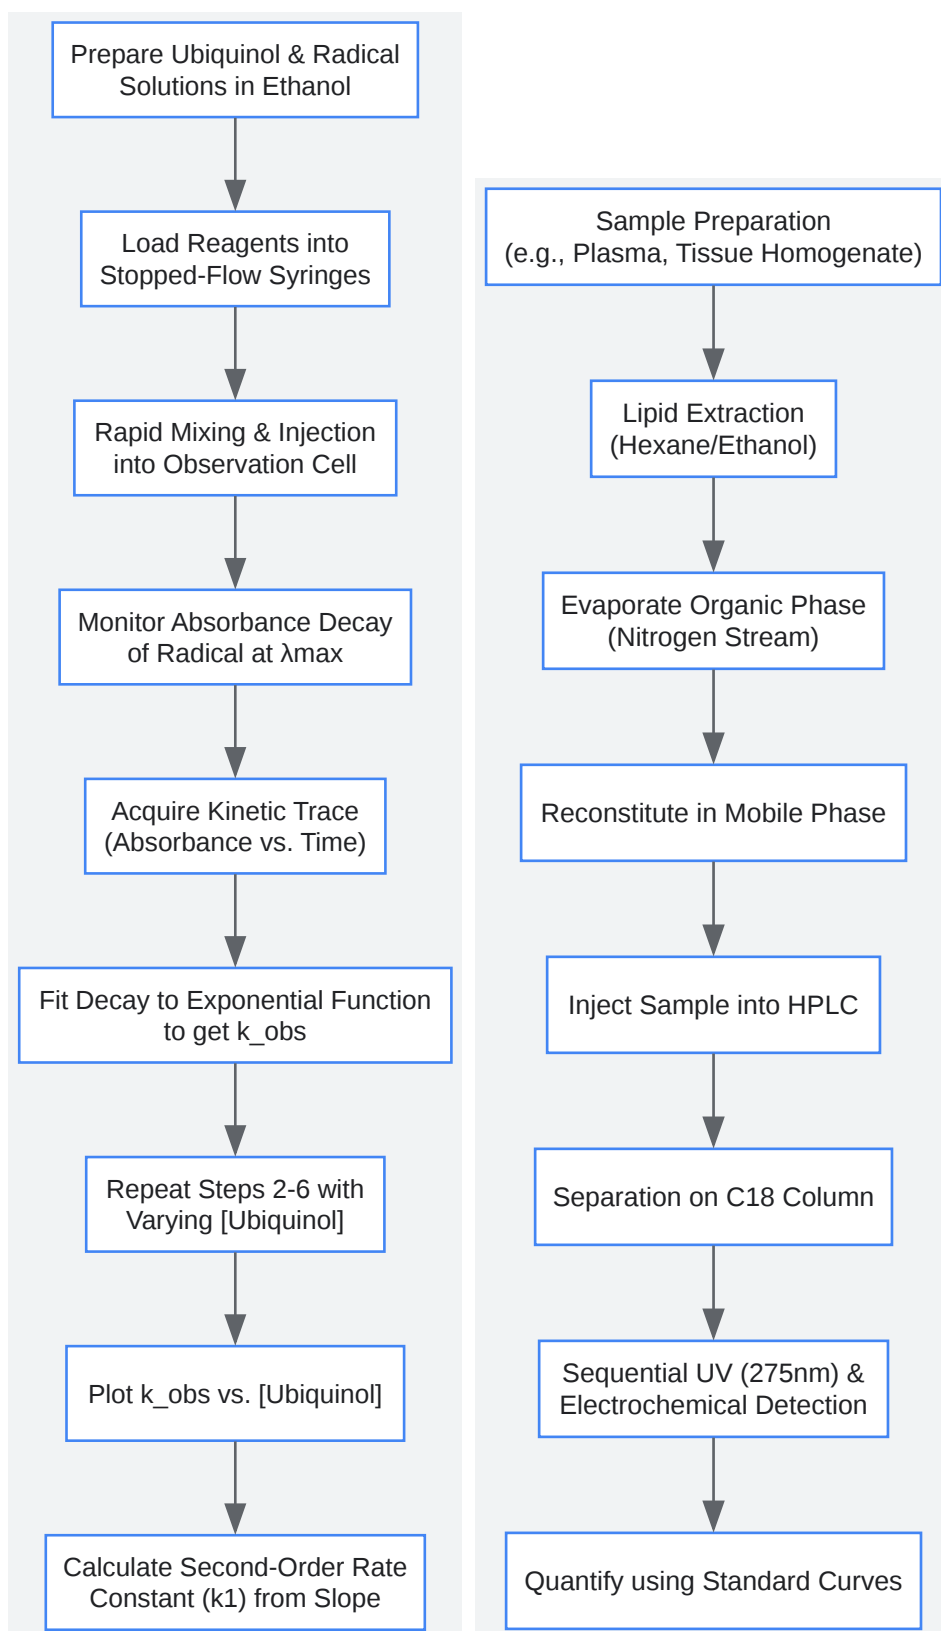 Prepare Ubiquinol & Radical
Solutions in Ethanol
Load Reagents into
Stopped-Flow Syringes
Rapid Mixing & Injection
into Observation Cell
Monitor Absorbance Decay
of Radical at λmax
Acquire Kinetic Trace
(Absorbance vs. Time)
Fit Decay to Exponential Function
to get k_obs
Repeat Steps 2-6 with
Varying [Ubiquinol]
Plot k_obs vs. [Ubiquinol]
Calculate Second-Order Rate
Constant (k1) from Slope
Sample Preparation
(e.g., Plasma, Tissue Homogenate)
Lipid Extraction
(Hexane/Ethanol)
Evaporate Organic Phase
(Nitrogen Stream)
Reconstitute in Mobile Phase
Inject Sample into HPLC
Separation on C18 Column
Sequential UV (275nm) &
Electrochemical Detection
Quantify using Standard Curves